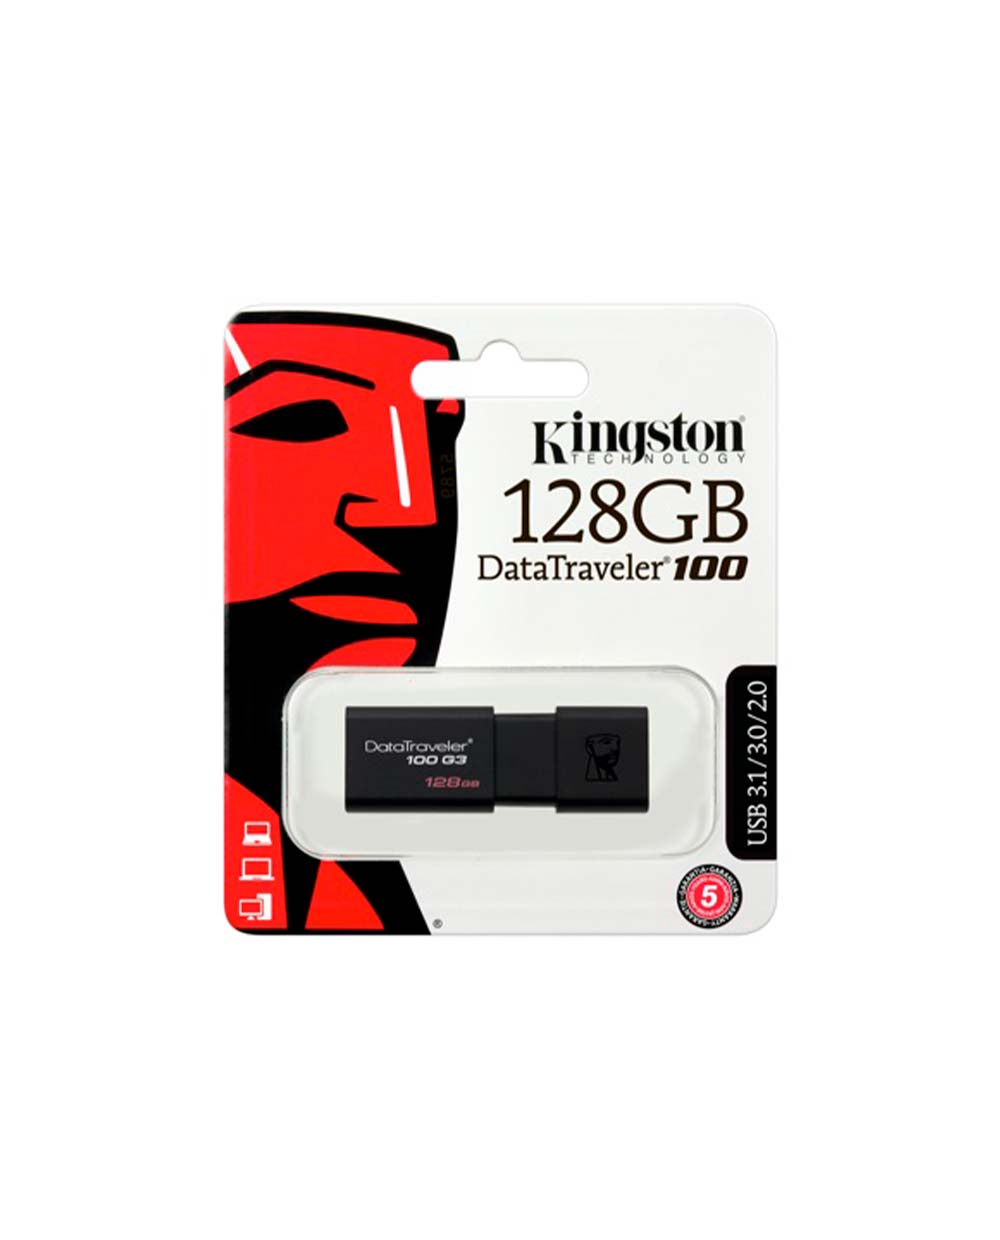 Kingston®
TECHNOLOGY
128GB
DataTraveler® 100
DataTraveler®
100 G3
128GB
USB 3.1 / 3.0 / 2.0
5
®